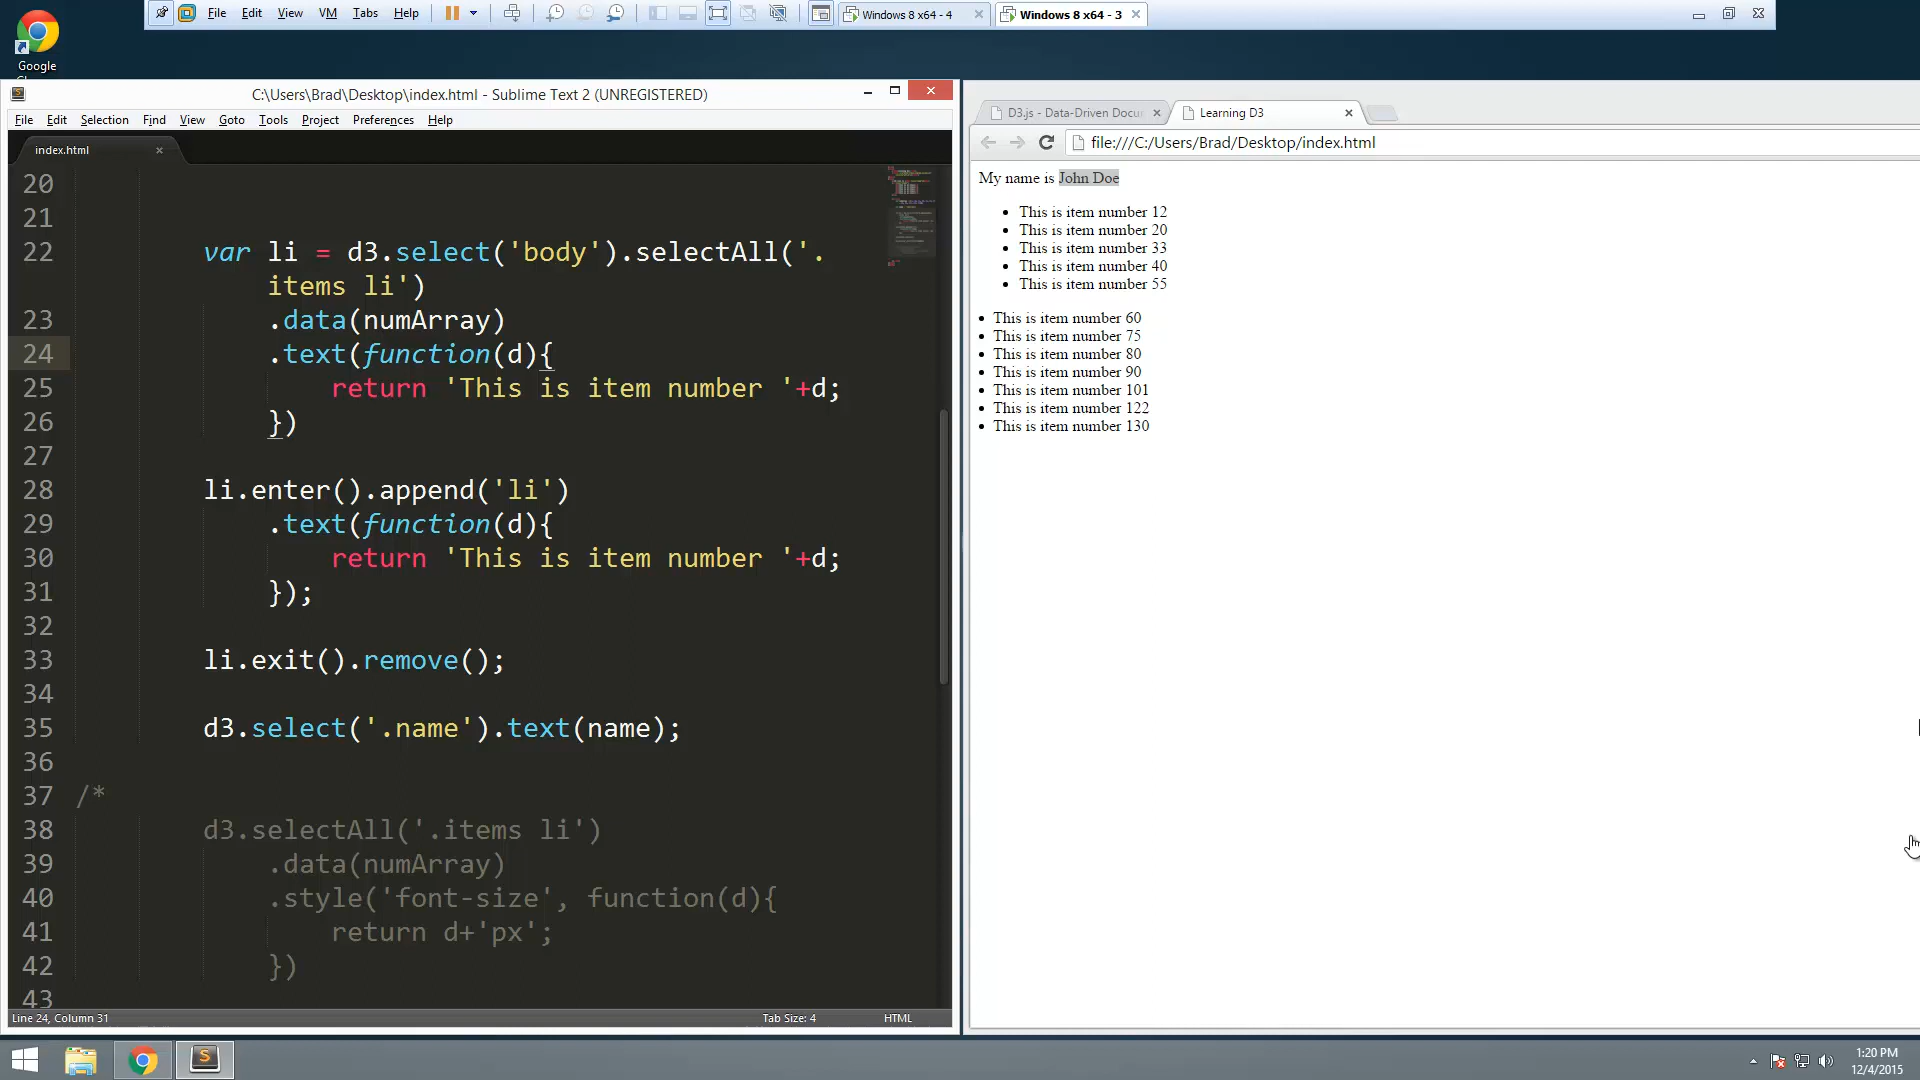 File Edit View VM Tabs Help
Windows 8 x64 - 4
Windows 8 x64 - 3
Google
C:\Users\Brad\Desktop\index.html - Sublime Text 2 (UNREGISTERED)
File Edit Selection Find View Goto Tools Project Preferences Help
index.html
20
21
22 var li = d3.select('body').selectAll('.
items li')
23 .data(numArray)
24 .text(function(d){
25 return 'This is item number '+d;
26 })
27
28 li.enter().append('li')
29 .text(function(d){
30 return 'This is item number '+d;
31 });
32
33 li.exit().remove();
34
35 d3.select('.name').text(name);
36
37 /*
38 d3.selectAll('.items li')
39 .data(numArray)
40 .style('font-size', function(d){
41 return d+'px';
42 })
43
Line 24, Column 31
Tab Size: 4
HTML
D3.js - Data-Driven Docu
Learning D3
file:///C:/Users/Brad/Desktop/index.html
My name is John Doe
• This is item number 12
• This is item number 20
• This is item number 33
• This is item number 40
• This is item number 55
• This is item number 60
• This is item number 75
• This is item number 80
• This is item number 90
• This is item number 101
• This is item number 122
• This is item number 130
1:20 PM
12/4/2015